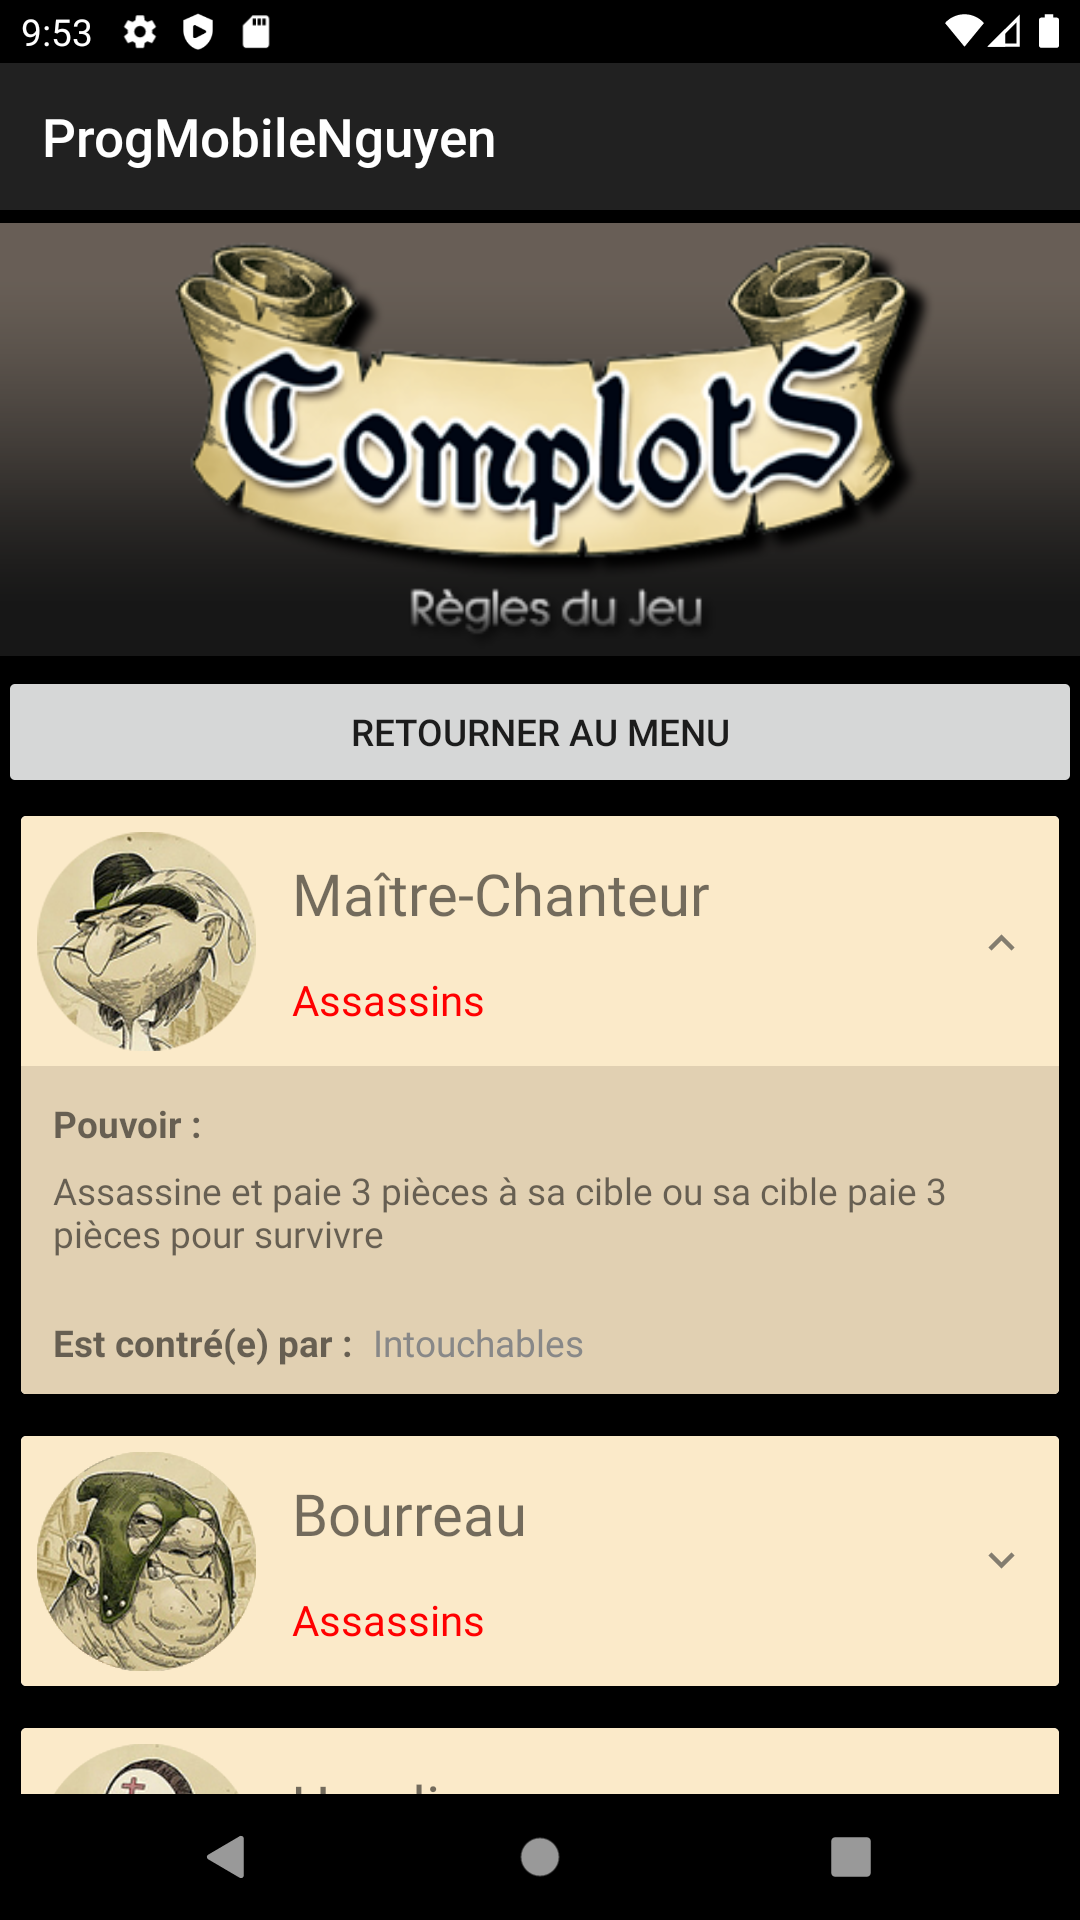 9:53
ProgMobileNguyen
Complots
Règles du Jeu
RETOURNER AU MENU
Maître-Chanteur
Assassins
Pouvoir :
Assassine et paie 3 pièces à sa cible ou sa cible paie 3
pièces pour survivre
Est contré(e) par : Intouchables
Bourreau
Assassins